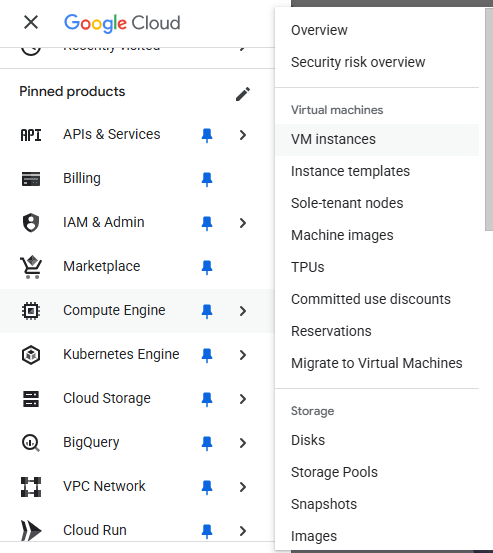 Google Cloud
Recently Visited
Pinned products
API APIs & Services
Billing
IAM & Admin
Marketplace
Compute Engine
Kubernetes Engine
Cloud Storage
BigQuery
VPC Network
Cloud Run
Overview
Security risk overview
Virtual machines
VM instances
Instance templates
Sole-tenant nodes
Machine images
TPUs
Committed use discounts
Reservations
Migrate to Virtual Machines
Storage
Disks
Storage Pools
Snapshots
Images